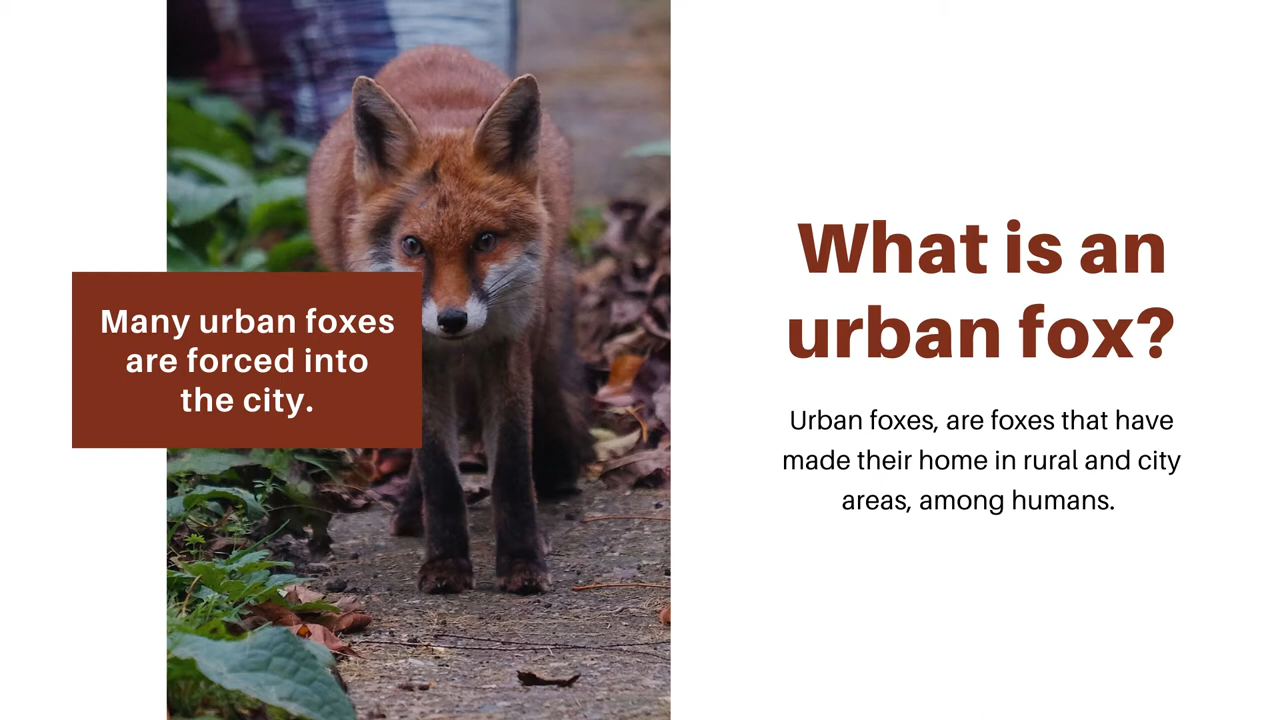 Many urban foxes
are forced into
the city.
What is an
urban fox?
Urban foxes, are foxes that have
made their home in rural and city
areas, among humans.